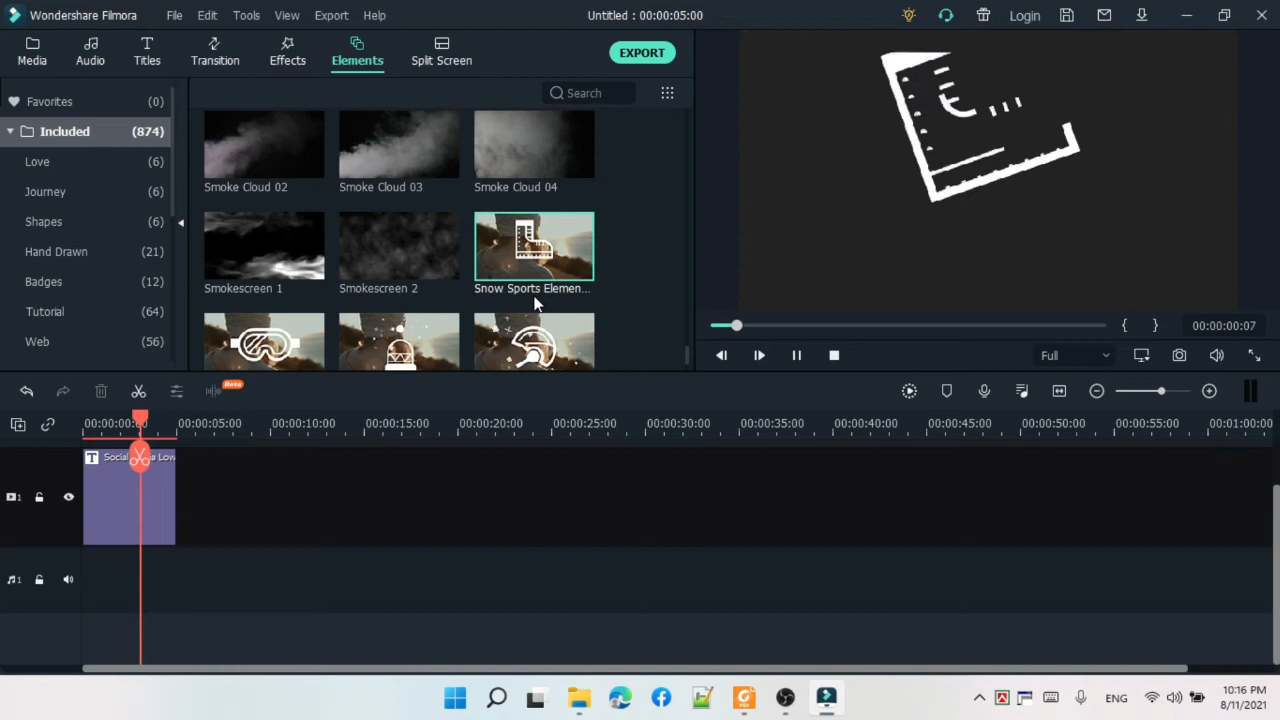 Wondershare Filmora File Edit Tools View Export Help Untitled : 00:00:05:00 Login
Media Audio Titles Transition Effects Elements Split Screen EXPORT
Favorites (0)
Search
Included (874)
Love (6)
Journey (6)
Shapes (6)
Hand Drawn (21)
Badges (12)
Tutorial (64)
Web (56)
Smoke Cloud 02 Smoke Cloud 03 Smoke Cloud 04
Smokescreen 1 Smokescreen 2 Snow Sports Elemen...
00:00:00:07
Full
Beta
00:00:00:00 00:00:05:00 00:00:10:00 00:00:15:00 00:00:20:00 00:00:25:00 00:00:30:00 00:00:35:00 00:00:40:00 00:00:45:00 00:00:50:00 00:00:55:00 00:01:00:00
T Social
Low
1
1
ENG
10:16 PM
8/11/2021